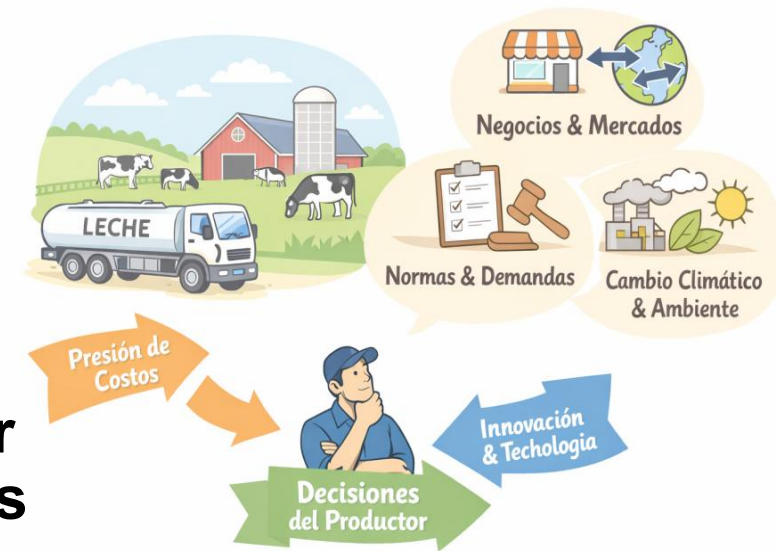 LECHE
Negocios & Mercados
Normas & Demandas
Cambio Climático
& Ambiente
Presión de
Costos
Innovación
& Techologia
Decisiones
del Productor
r
s